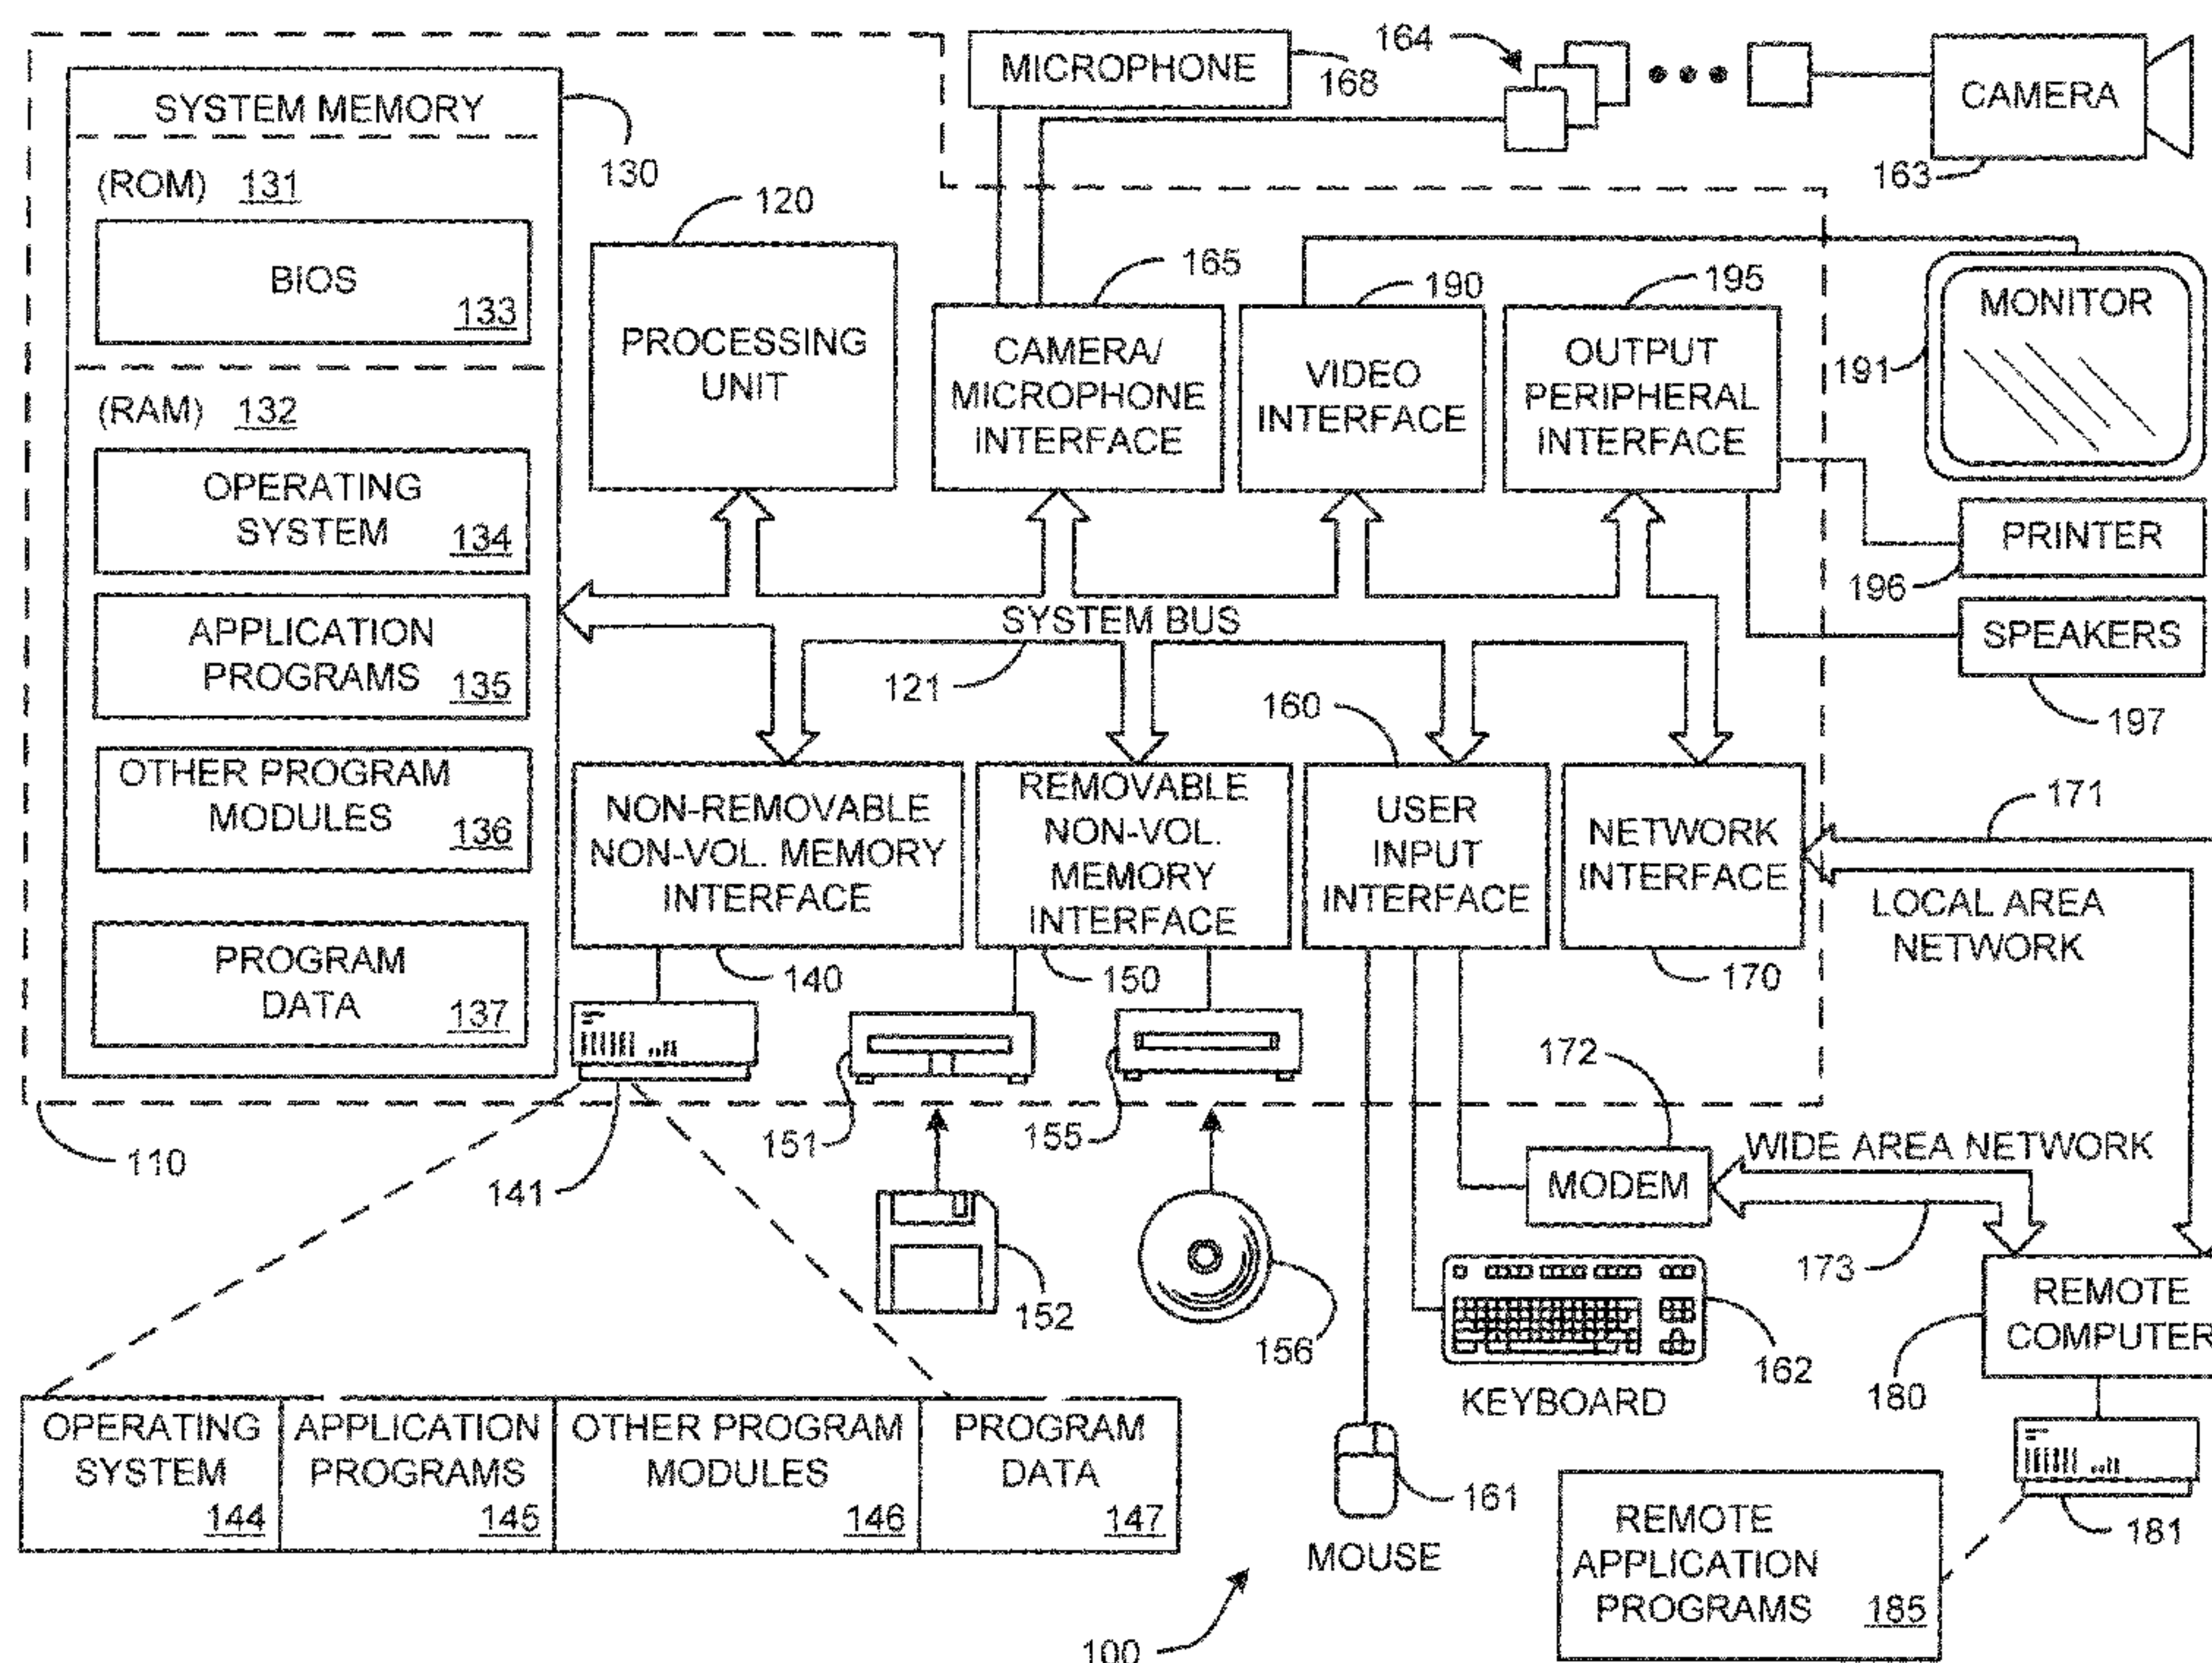 MICROPHONE
168
164
CAMERA
163
SYSTEM MEMORY
130
(ROM) 131
BIOS
133
(RAM) 132
OPERATING
SYSTEM
134
APPLICATION
PROGRAMS
135
OTHER PROGRAM
MODULES
136
PROGRAM
DATA
137
120
PROCESSING
UNIT
165
CAMERA/
MICROPHONE
INTERFACE
190
VIDEO
INTERFACE
195
OUTPUT
PERIPHERAL
INTERFACE
MONITOR
191
PRINTER
196
SPEAKERS
197
SYSTEM BUS
121
NON-REMOVABLE
NON-VOL. MEMORY
INTERFACE
140
REMOVABLE
NON-VOL.
MEMORY
INTERFACE
150
160
USER
INPUT
INTERFACE
NETWORK
INTERFACE
170
171
LOCAL AREA
NETWORK
110
141
151
155
152
156
172
MODEM
WIDE AREA NETWORK
173
162
KEYBOARD
161
MOUSE
REMOTE
COMPUTER
180
181
OPERATING
SYSTEM
144
APPLICATION
PROGRAMS
145
OTHER PROGRAM
MODULES
146
PROGRAM
DATA
147
REMOTE
APPLICATION
PROGRAMS
185
100